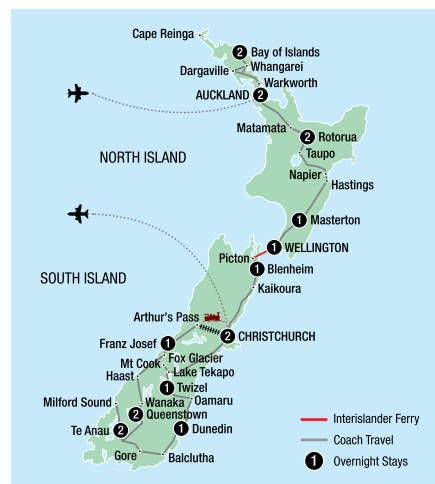 Cape Reinga
2 Bay of Islands
Whangarei
Dargaville
Warkworth
AUCKLAND 2
Matamata
2 Rotorua
Taupo
NORTH ISLAND
Napier
Hastings
1 Masterton
1 WELLINGTON
Picton
1 Blenheim
SOUTH ISLAND
Kaikoura
Arthur's Pass
2 CHRISTCHURCH
Franz Josef 1
Fox Glacier
Mt Cook
Lake Tekapo
Haast
1 Twizel
Oamaru
Milford Sound
Wanaka
2 Queenstown
Te Anau 2
1 Dunedin
Gore
Balclutha
Interislander Ferry
Coach Travel
1 Overnight Stays